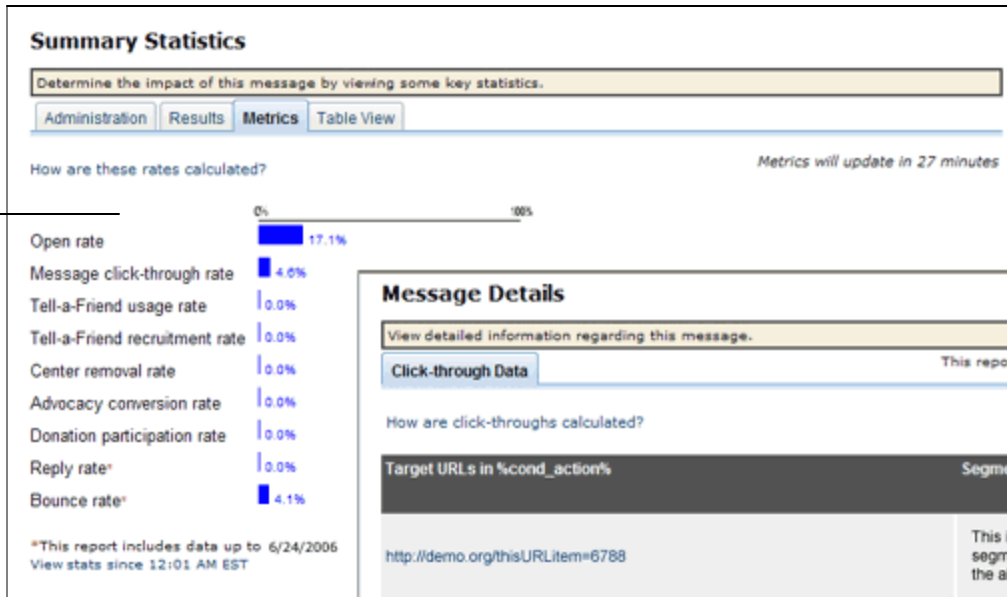 Summary Statistics
Determine the impact of this message by viewing some key statistics.
Administration Results Metrics Table View
How are these rates calculated?
Metrics will update in 27 minutes
0% 100%
Open rate 17.1%
Message click-through rate 4.6%
Tell-a-Friend usage rate 0.0%
Tell-a-Friend recruitment rate 0.0%
Center removal rate 0.0%
Advocacy conversion rate 0.0%
Donation participation rate 0.0%
Reply rate* 0.0%
Bounce rate* 4.1%
*This report includes data up to 6/24/2006
View stats since 12:01 AM EST
Message Details
View detailed information regarding this message.
Click-through Data
This repo
How are click-throughs calculated?
Target URLs in %cond_action% Segme
http://demo.org/thisURLitem=6788
This i
segm
the a